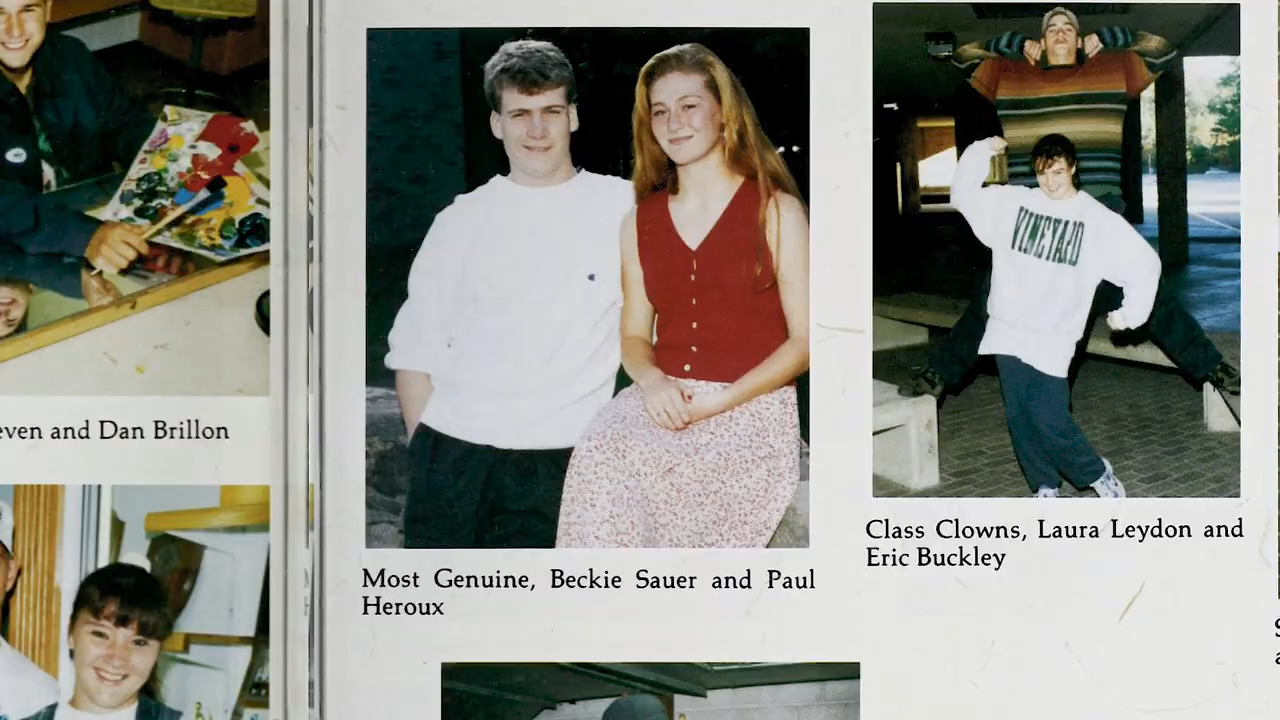 even and Dan Brillon
Most Genuine, Beckie Sauer and Paul
Heroux
VINEYARD
Class Clowns, Laura Leydon and
Eric Buckley